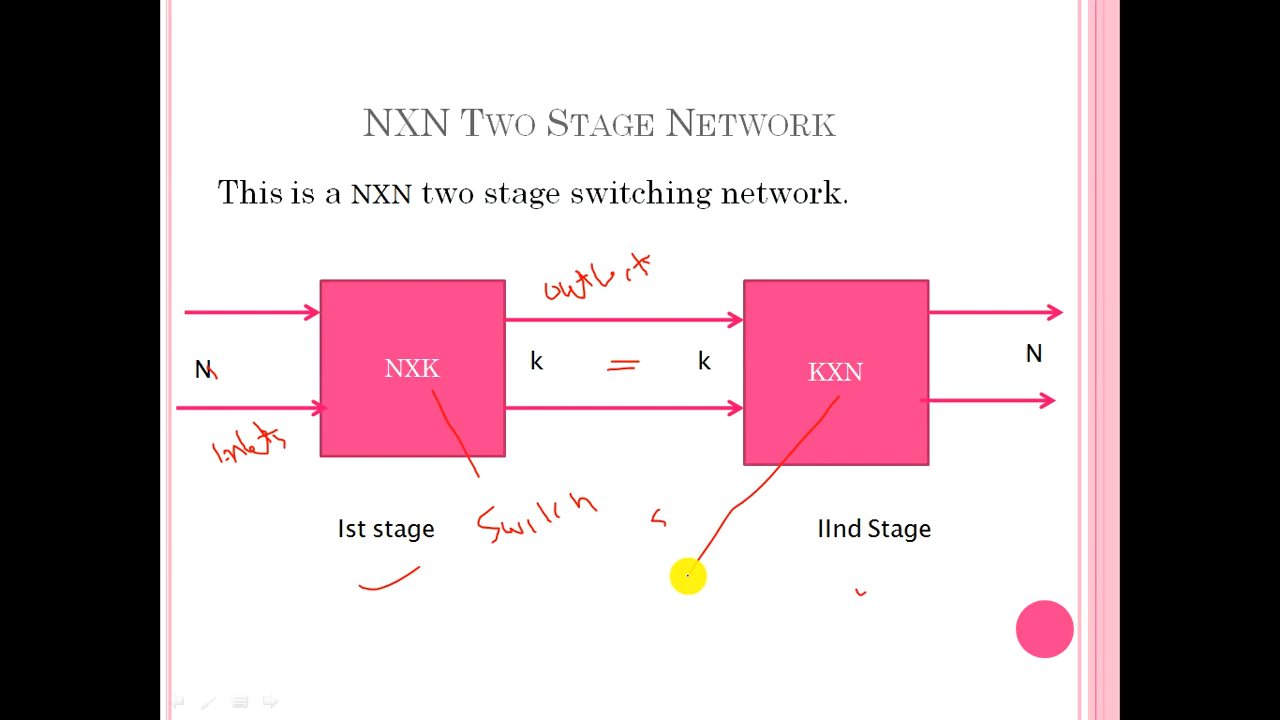 NXN TWO STAGE NETWORK
This is a NXN two stage switching network.
outlets
N
NXK
k
=
k
KXN
N
Inlets
Switch
s
Ist stage
IInd Stage